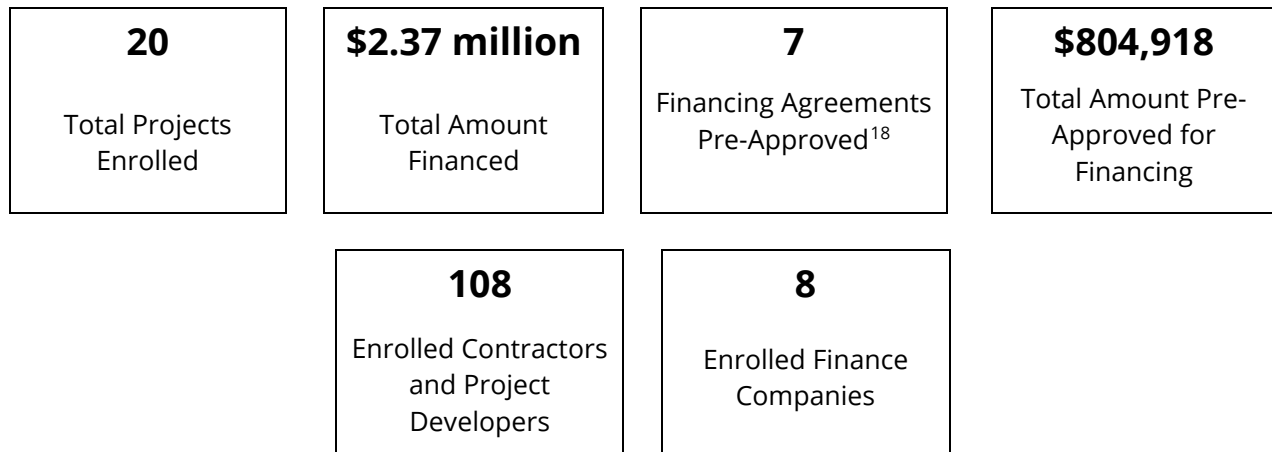 20
Total Projects
Enrolled
$2.37 million
Total Amount
Financed
7
Financing Agreements
Pre-Approved18
$804,918
Total Amount Pre-
Approved for
Financing
108
Enrolled Contractors
and Project
Developers
8
Enrolled Finance
Companies